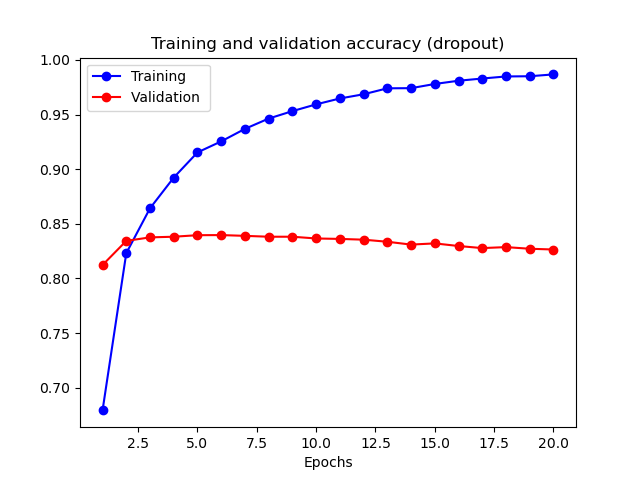 Training and validation accuracy (dropout)
1.00
Training
Validation
0.95
0.90
0.85
0.80
0.75
0.70
2.5 5.0 7.5 10.0 12.5 15.0 17.5 20.0
Epochs